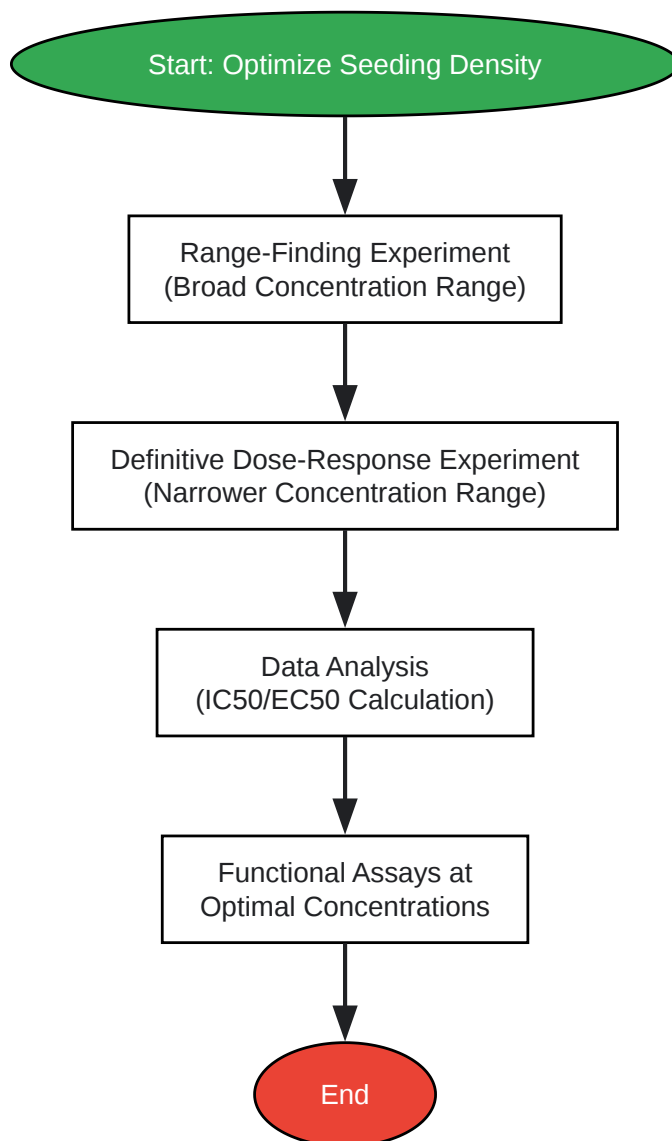 Start: Optimize Seeding Density
Range-Finding Experiment
(Broad Concentration Range)
Definitive Dose-Response Experiment
(Narrower Concentration Range)
Data Analysis
(IC50/EC50 Calculation)
Functional Assays at
Optimal Concentrations
End